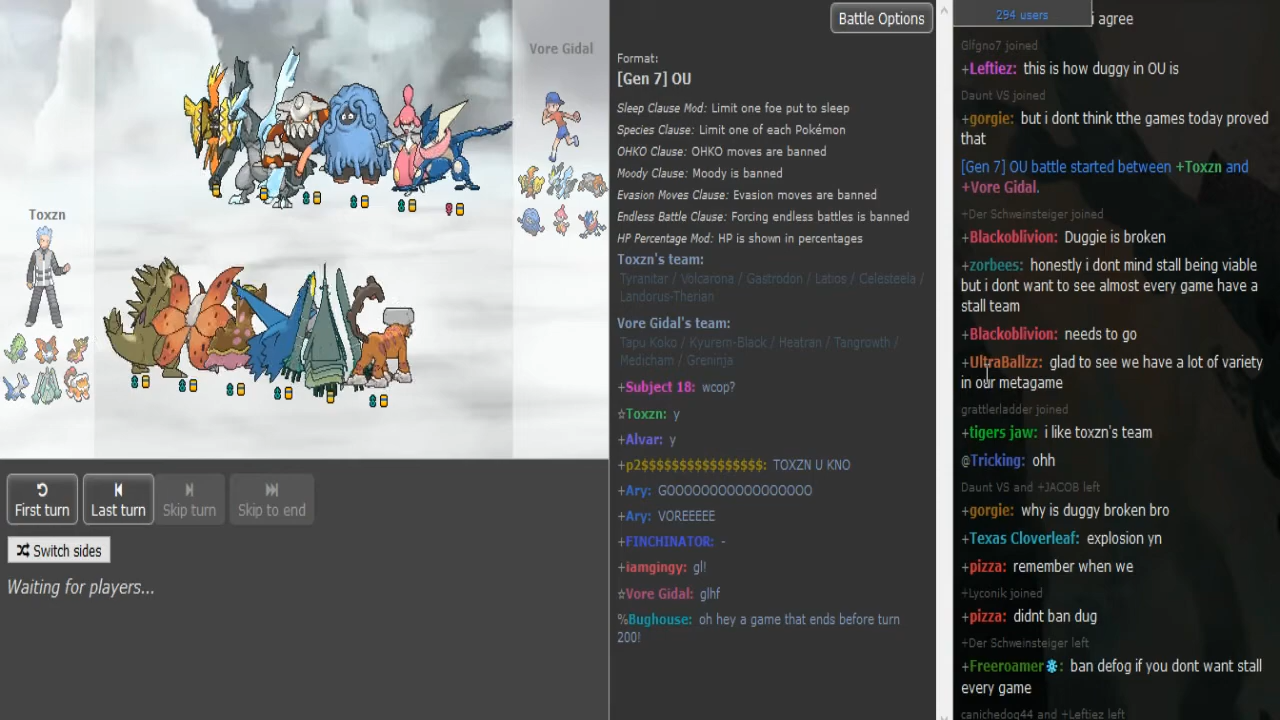 Vore Gidal
Toxzn
First turn
Last turn
Skip turn
Skip to end
Switch sides
Waiting for players...
Battle Options
Format:
[Gen 7] OU
Sleep Clause Mod: Limit one foe put to sleep
Species Clause: Limit one of each Pokémon
OHKO Clause: OHKO moves are banned
Moody Clause: Moody is banned
Evasion Moves Clause: Evasion moves are banned
Endless Battle Clause: Forcing endless battles is banned
HP Percentage Mod: HP is shown in percentages
Toxzn's team:
Tyranitar / Volcarona / Gastrodon / Latios / Celesteela /
Landorus-Therian
Vore Gidal's team:
Tapu Koko / Kyurem-Black / Heatran / Tangrowth /
Medicham / Greninja
+Subject 18: wcop?
☆Toxzn: y
+Alvar: y
+p2$$$$$$$$$$$$$$$$: TOXZN U KNO
+Ary: GOOOOOOOOOOOOOOOOO
+Ary: VOREEEEE
+FINCHINATOR: -
+iamgingy: gl!
☆Vore Gidal: glhf
%Bughouse: oh hey a game that ends before turn
200!
294 users
i agree
Glfgno7 joined
+Leftiez: this is how duggy in OU is
Daunt VS joined
+gorgie: but i dont think tthe games today proved
that
[Gen 7] OU battle started between +Toxzn and
+Vore Gidal.
+Der Schweinsteiger joined
+Blackoblivion: Duggie is broken
+zorbees: honestly i dont mind stall being viable
but i dont want to see almost every game have a
stall team
+Blackoblivion: needs to go
+UltraBallzz: glad to see we have a lot of variety
in our metagame
grattlerladder joined
+tigers jaw: i like toxzn's team
@Tricking: ohh
Daunt VS and +JACOB left
+gorgie: why is duggy broken bro
+Texas Cloverleaf: explosion yn
+pizza: remember when we
+Lyconik joined
+pizza: didnt ban dug
+Der Schweinsteiger left
+Freeroamer❄: ban defog if you dont want stall
every game
canichedog44 and +Leftiez left